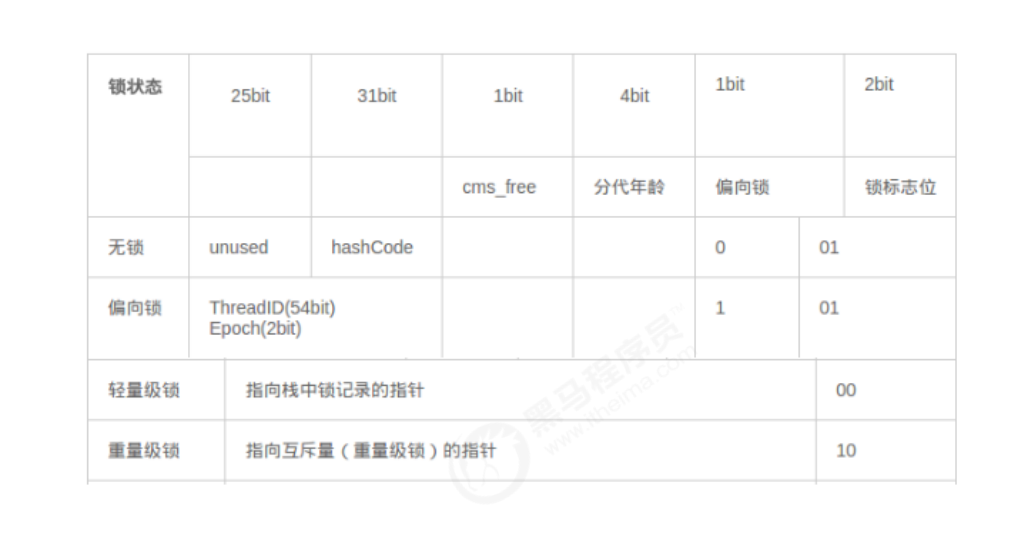 锁状态 25bit 31bit 1bit 4bit 1bit 2bit
cms_free 分代年龄 偏向锁 锁标志位
无锁 unused hashCode 0 01
偏向锁 ThreadID(54bit) 1 01
Epoch(2bit)
轻量级锁 指向栈中锁记录的指针 00
重量级锁 指向互斥量（重量级锁）的指针 10
黑马程序员
www.itheima.com